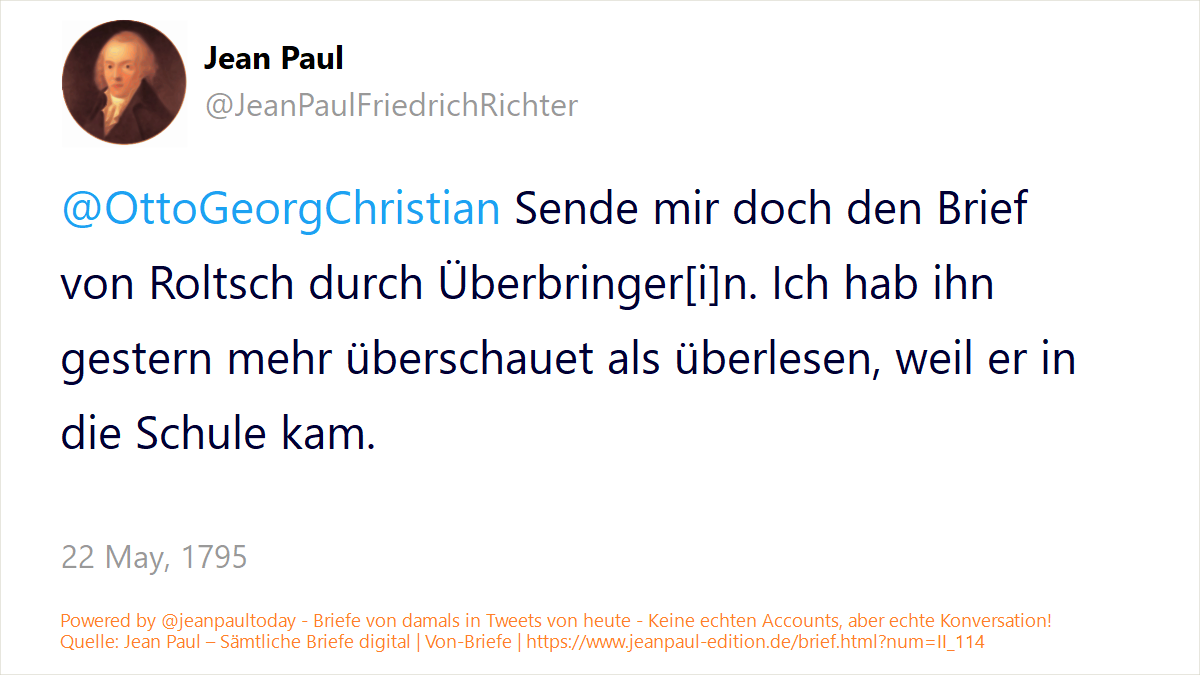 Jean Paul
@JeanPaulFriedrichRichter
@OttoGeorgChristian Sende mir doch den Brief
von Roltsch durch Überbringer[i]n. Ich hab ihn
gestern mehr überschauet als überlesen, weil er in
die Schule kam.
22 May, 1795
Powered by @jeanpaultoday - Briefe von damals in Tweets von heute - Keine echten Accounts, aber echte Konversation!
Quelle: Jean Paul – Sämtliche Briefe digital | Von-Briefe | https://www.jeanpaul-edition.de/brief.html?num=II_114